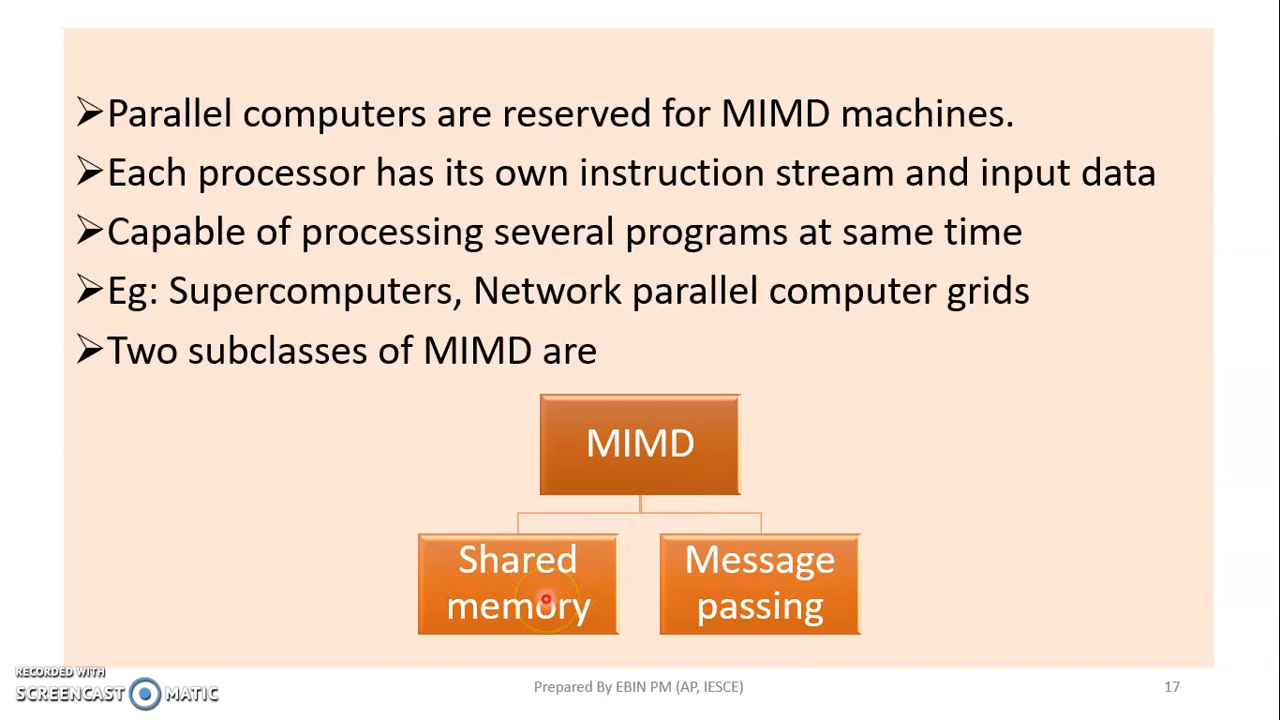 ➢Parallel computers are reserved for MIMD machines.
➢Each processor has its own instruction stream and input data
➢Capable of processing several programs at same time
➢Eg: Supercomputers, Network parallel computer grids
➢Two subclasses of MIMD are
MIMD
Shared
memory
Message
passing
RECORDED WITH
SCREENCAST MATIC
Prepared By EBIN PM (AP, IESCE)
17